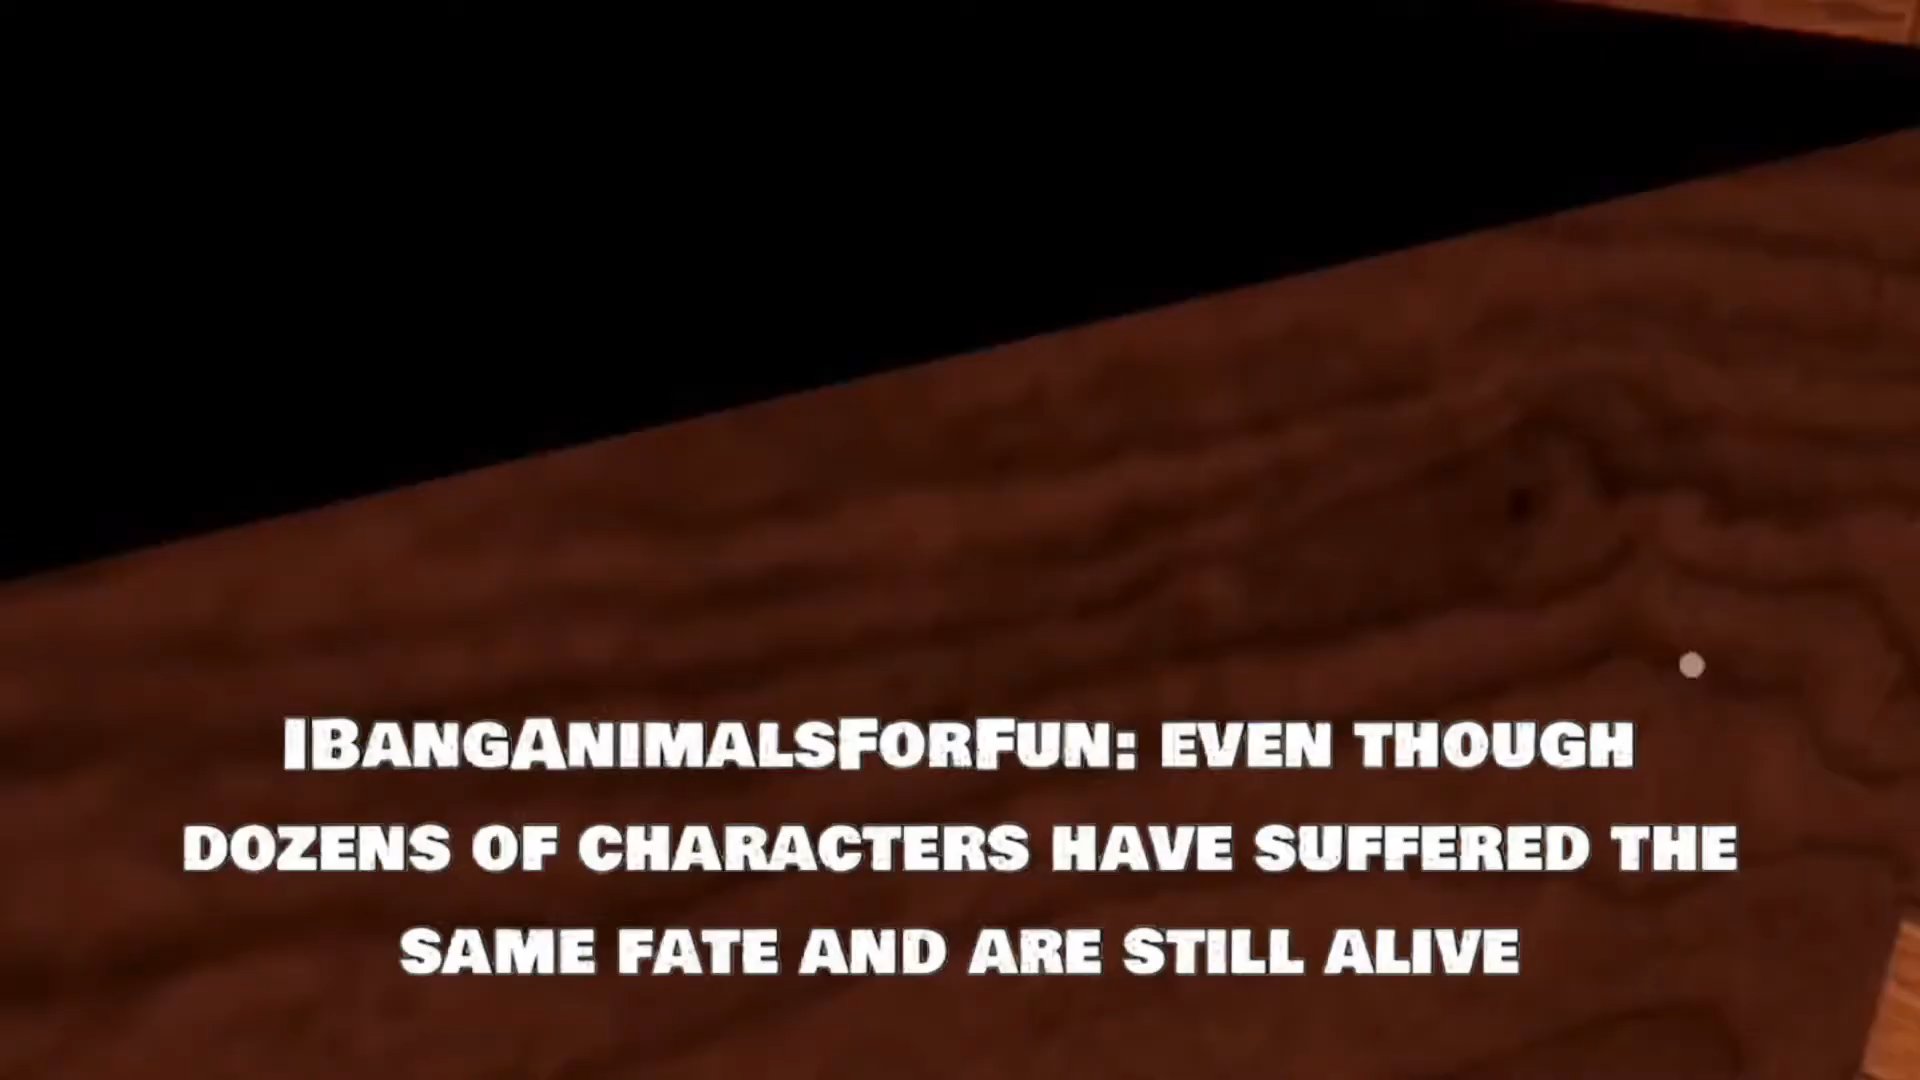 IBangAnimalsForFun: even though
dozens of characters have suffered the
same fate and are still alive